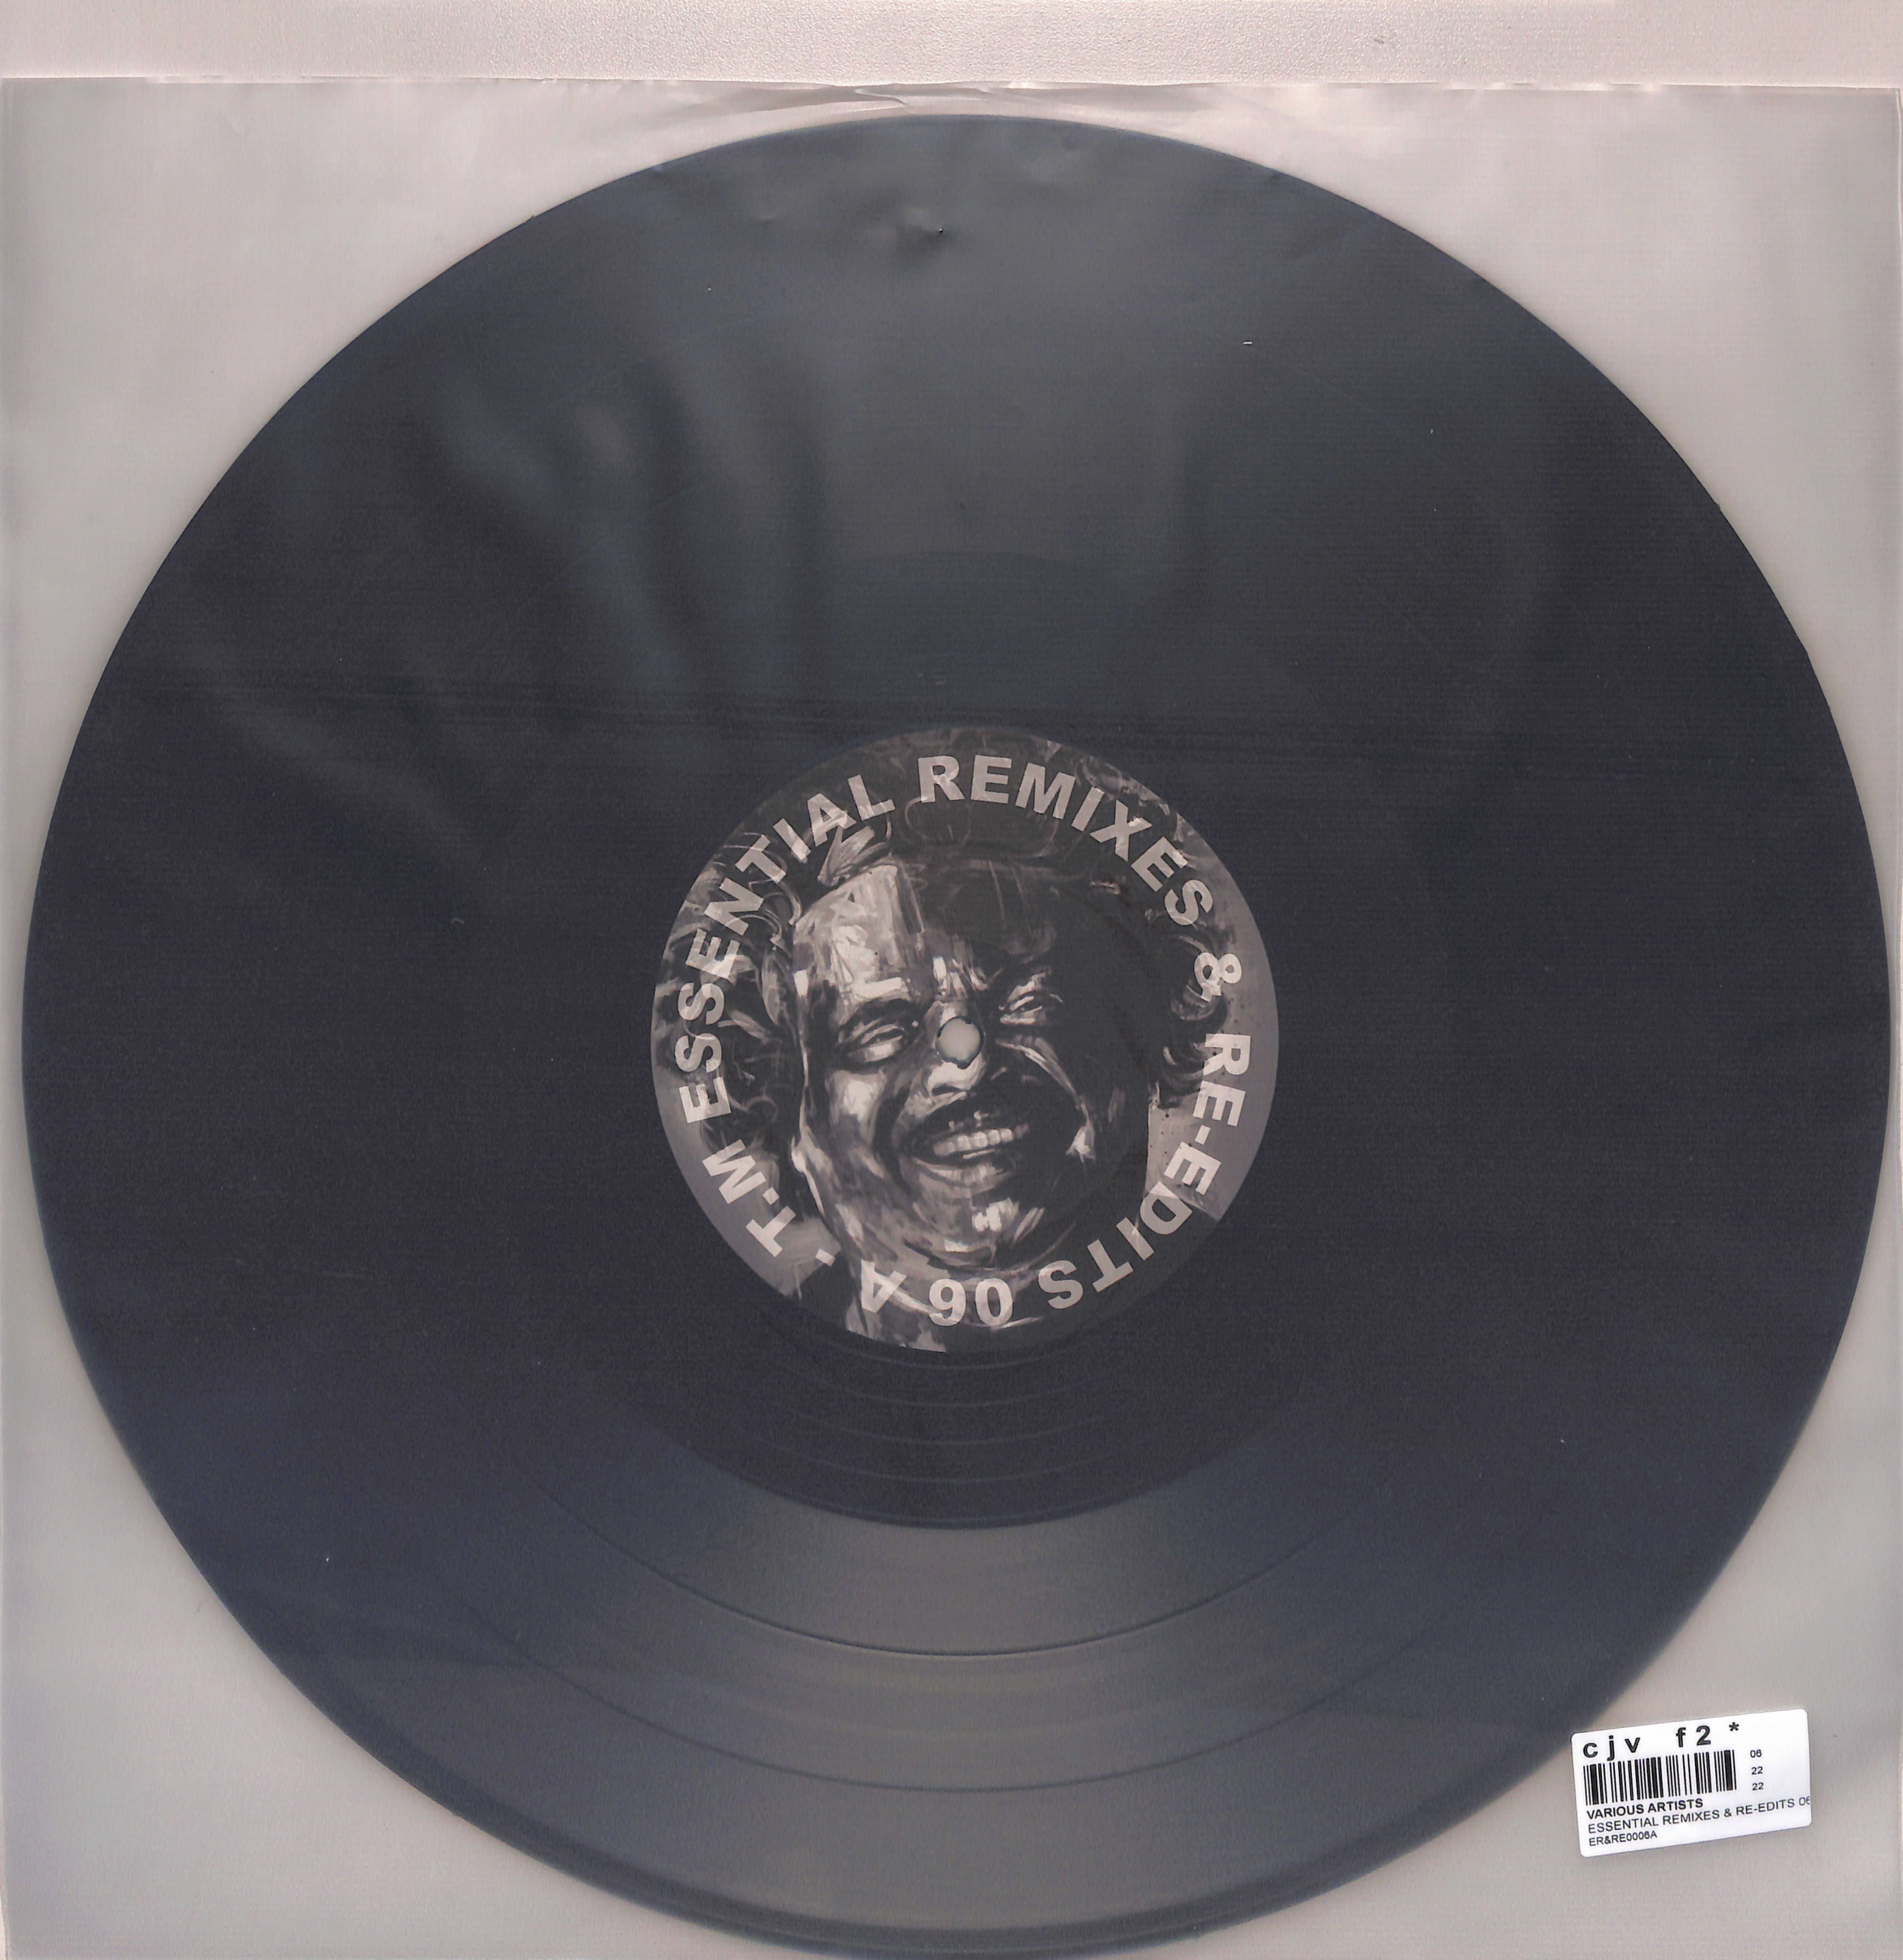 ESSENTIAL REMIXES & RE-EDITS 06 A T.M
cjv f2 *
06
22
22
VARIOUS ARTISTS
ESSENTIAL REMIXES & RE-EDITS 06
ER&RE0006A